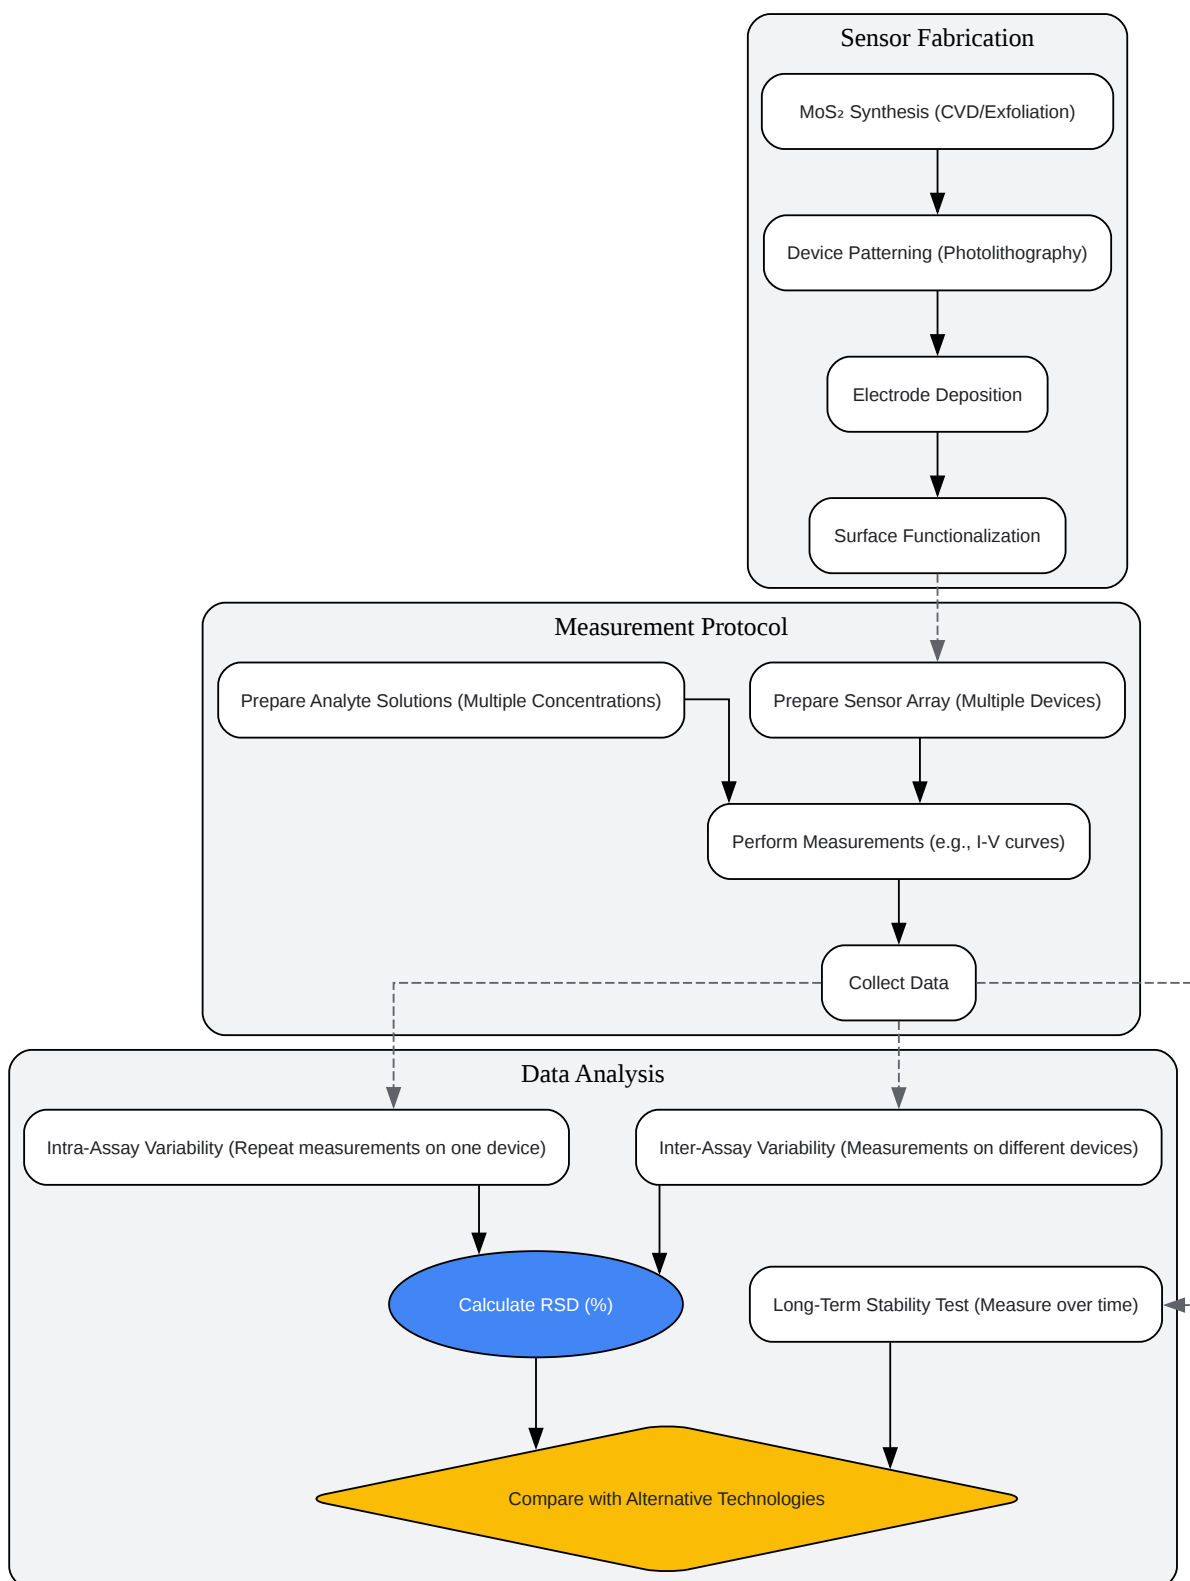 Sensor Fabrication
MoS₂ Synthesis (CVD/Exfoliation)
Device Patterning (Photolithography)
Electrode Deposition
Surface Functionalization
Measurement Protocol
Prepare Analyte Solutions (Multiple Concentrations)
Prepare Sensor Array (Multiple Devices)
Perform Measurements (e.g., I-V curves)
Collect Data
Data Analysis
Intra-Assay Variability (Repeat measurements on one device)
Inter-Assay Variability (Measurements on different devices)
Calculate RSD (%)
Long-Term Stability Test (Measure over time)
Compare with Alternative Technologies